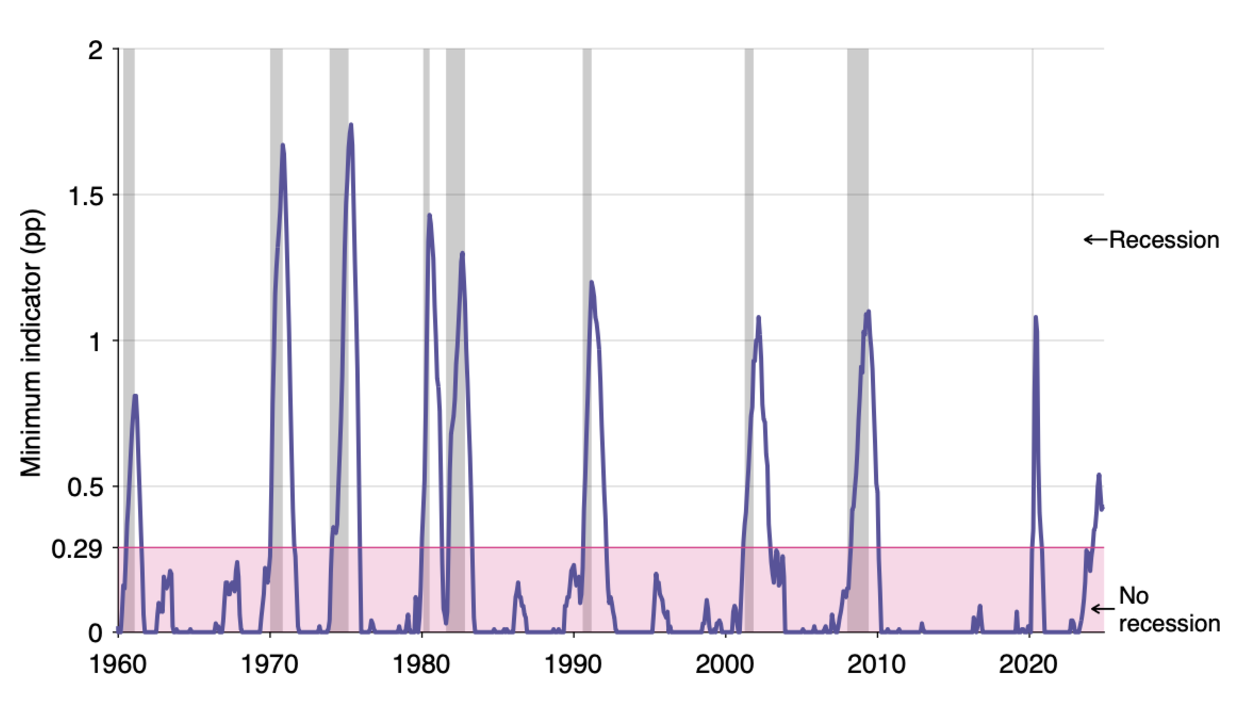 2
1.5
1
0.5
0.29
0
Minimum indicator (pp)
←Recession
←No
recession
1960 1970 1980 1990 2000 2010 2020